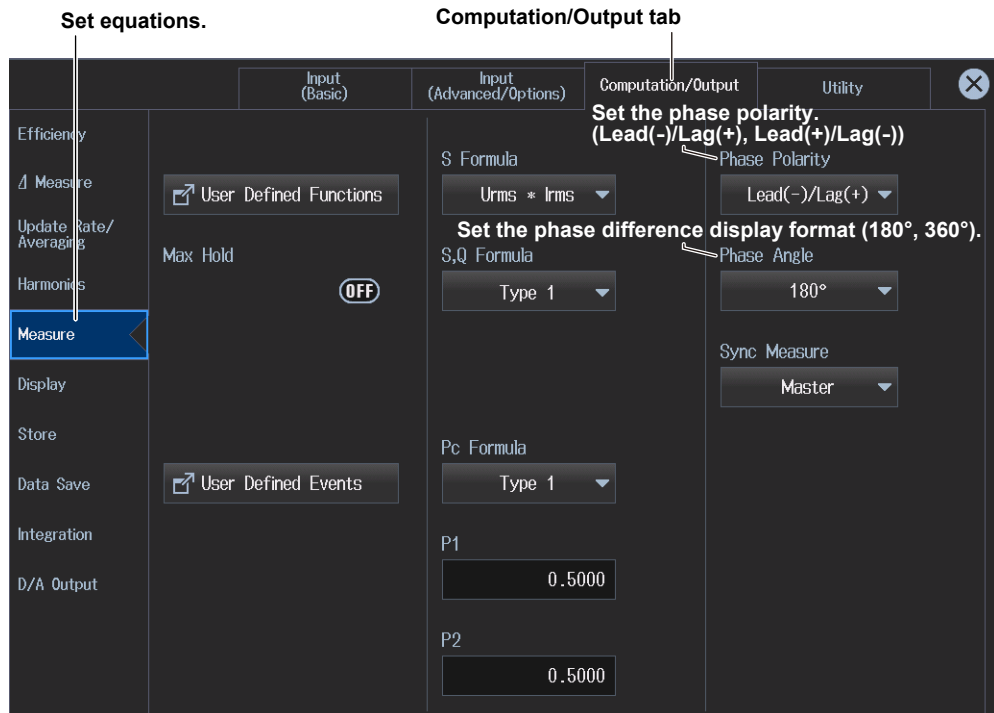 Set equations.
Computation/Output tab
Input
(Basic)
Input
(Advanced/Options)
Computation/Output
Utility
Set the phase polarity.
(Lead(-)/Lag(+), Lead(+)/Lag(-))
Efficiency
Δ Measure
Update Rate/
Averaging
Harmonics
Measure
Display
Store
Data Save
Integration
D/A Output
User Defined Functions
Max Hold
OFF
User Defined Events
S Formula
Urms * Irms
S,Q Formula
Type 1
Pc Formula
Type 1
P1
0.5000
P2
0.5000
Phase Polarity
Lead(-)/Lag(+)
Set the phase difference display format (180°, 360°).
Phase Angle
180°
Sync Measure
Master